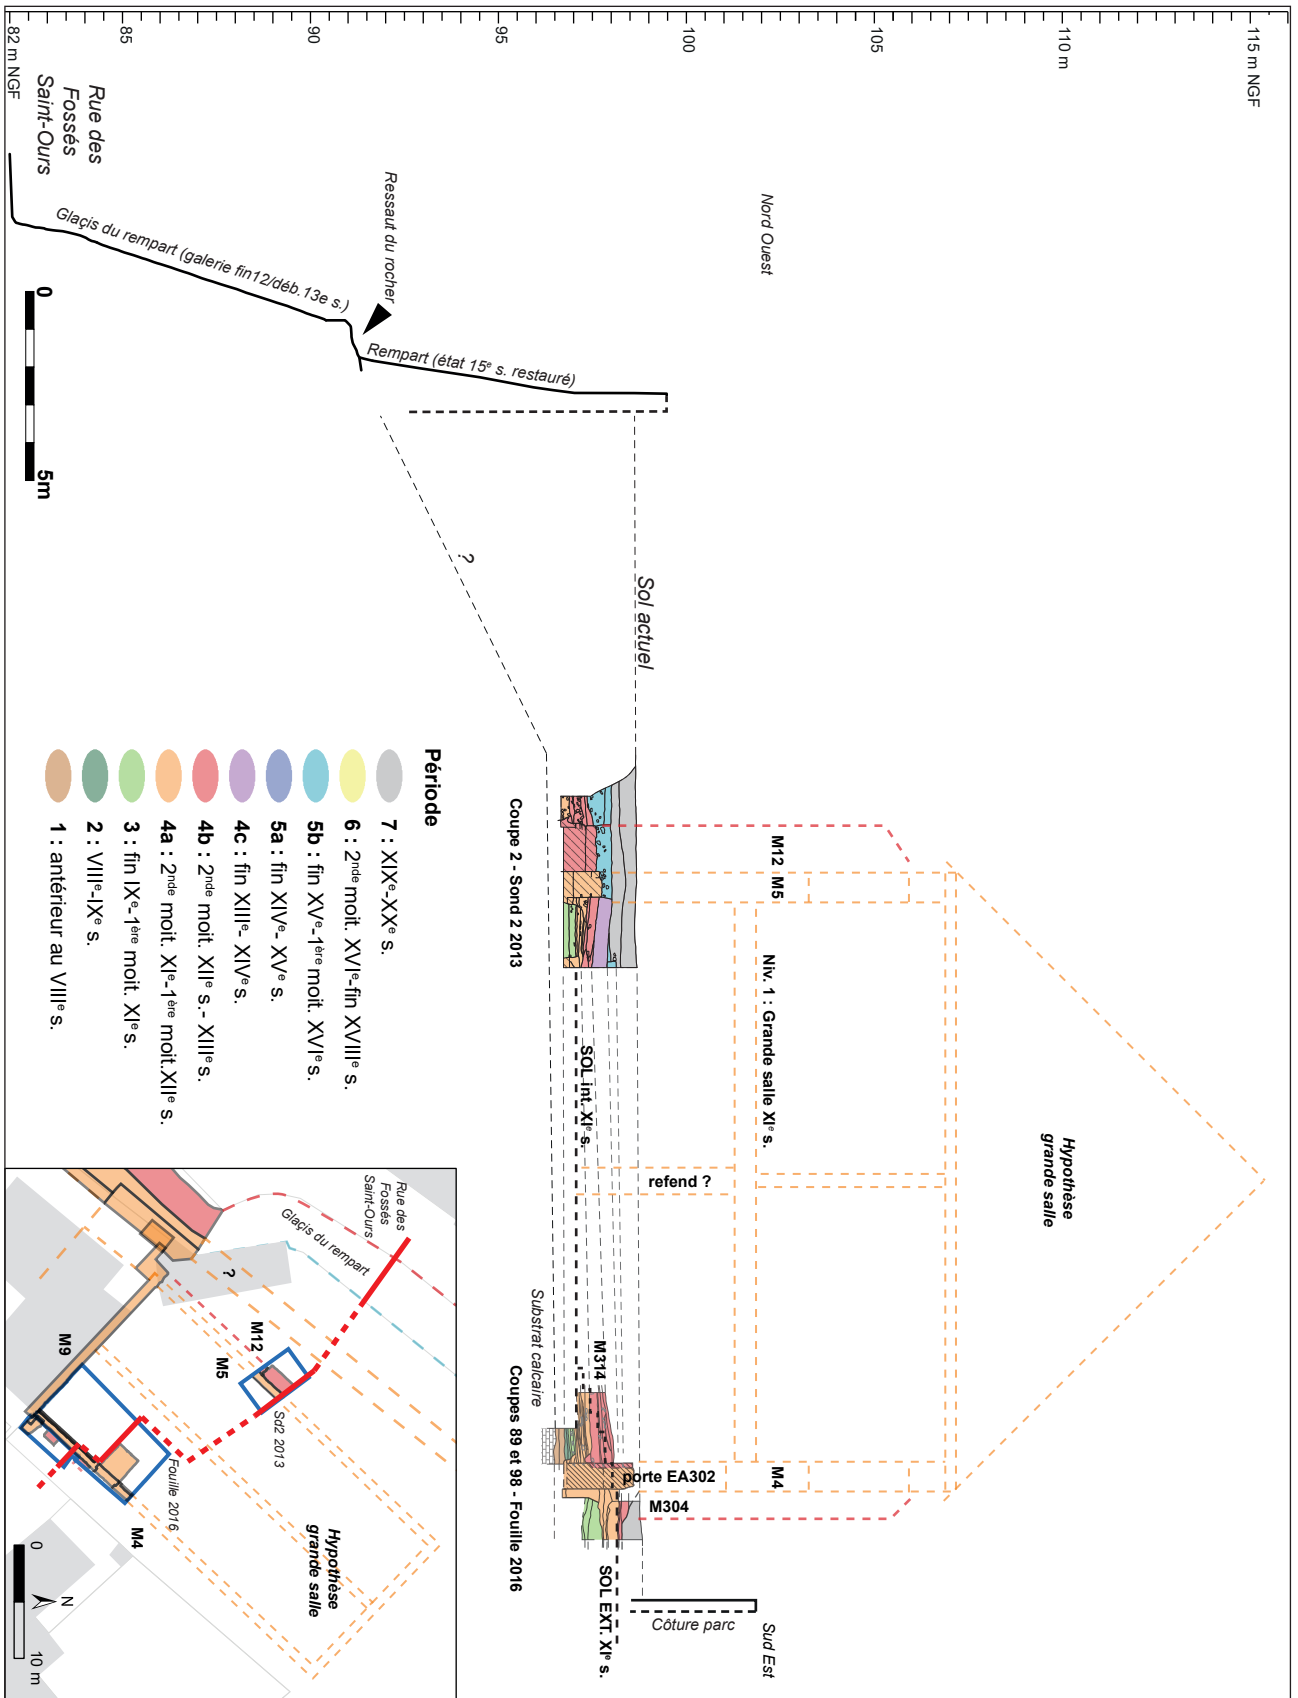 115 m NGF
110 m
105
100
95
90
85
82 m NGF
Nord Ouest
Sud Est
Rue des
Fossés
Saint-Ours
Glaçis du rempart (galerie fin12/déb.13e s.)
Ressaut du rocher
Rempart (état 15e s. restauré)
0
5m
?
Sol actuel
Hypothèse
grande salle
M12
M5
Niv. 1 : Grande salle XIe s.
M4
refend ?
porte EA302
M304
M314
SOL int. XIe s.
SOL EXT. XIe s.
Côture parc
Substrat calcaire
Coupe 2 - Sond 2 2013
Coupes 89 et 98 - Fouille 2016
Période
7 : XIXe-XXe s.
6 : 2nde moit. XVIe-fin XVIIIe s.
5b : fin XVe-1ère moit. XVIe s.
5a : fin XIVe- XVe s.
4c : fin XIIIe- XIVe s.
4b : 2nde moit. XIIe s.- XIIIe s.
4a : 2nde moit. XIe-1ère moit.XIIe s.
3 : fin IXe-1ère moit. XIe s.
2 : VIIIe-IXe s.
1 : antérieur au VIIIe s.
Rue des
Fossés
Saint-Ours
Glaçis du rempart
?
M12
M5
Sd2 2013
M9
Fouille 2016
M4
Hypothèse
grande salle
N
0
10 m